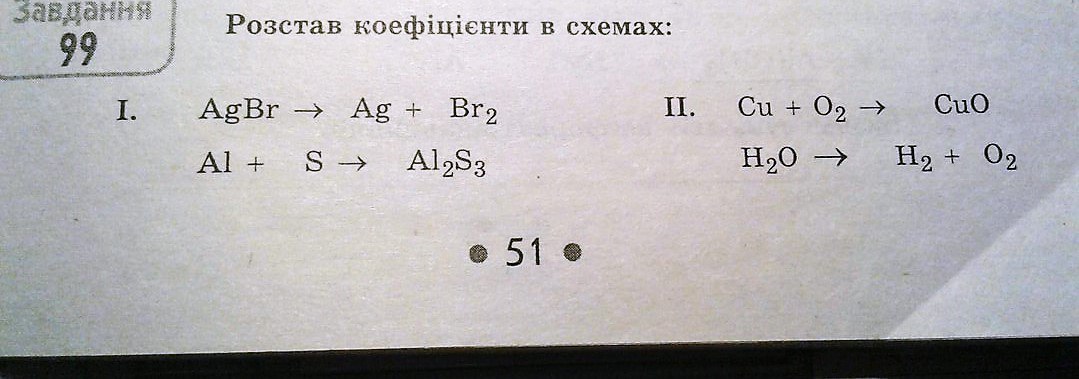 Завдання
99
Розстав коефіцієнти в схемах:
I. AgBr → Ag + Br₂
II. Cu + O₂ → CuO
Al + S → Al₂S₃
H₂O → H₂ + O₂
• 51 •